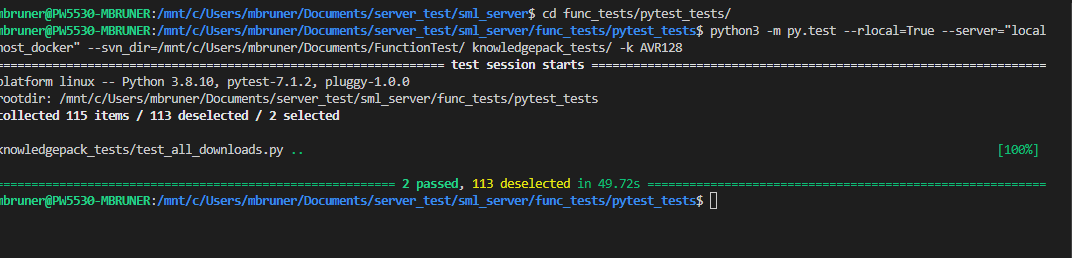 mbruner@PW5530-MBRUNER:/mnt/c/Users/mbruner/Documents/server_test/sml_server$ cd func_tests/pytest_tests/
mbruner@PW5530-MBRUNER:/mnt/c/Users/mbruner/Documents/server_test/sml_server/func_tests/pytest_tests$ python3 -m py.test --rlocal=True --server="local
host_docker" --svn_dir=/mnt/c/Users/mbruner/Documents/FunctionTest/ knowledgepack_tests/ -k AVR128
================================================================ test session starts =================================================================
platform linux -- Python 3.8.10, pytest-7.1.2, pluggy-1.0.0
rootdir: /mnt/c/Users/mbruner/Documents/server_test/sml_server/func_tests/pytest_tests
collected 115 items / 113 deselected / 2 selected
knowledgepack_tests/test_all_downloads.py .. [100%]
========================================================= 2 passed, 113 deselected in 49.72s =========================================================
mbruner@PW5530-MBRUNER:/mnt/c/Users/mbruner/Documents/server_test/sml_server/func_tests/pytest_tests$